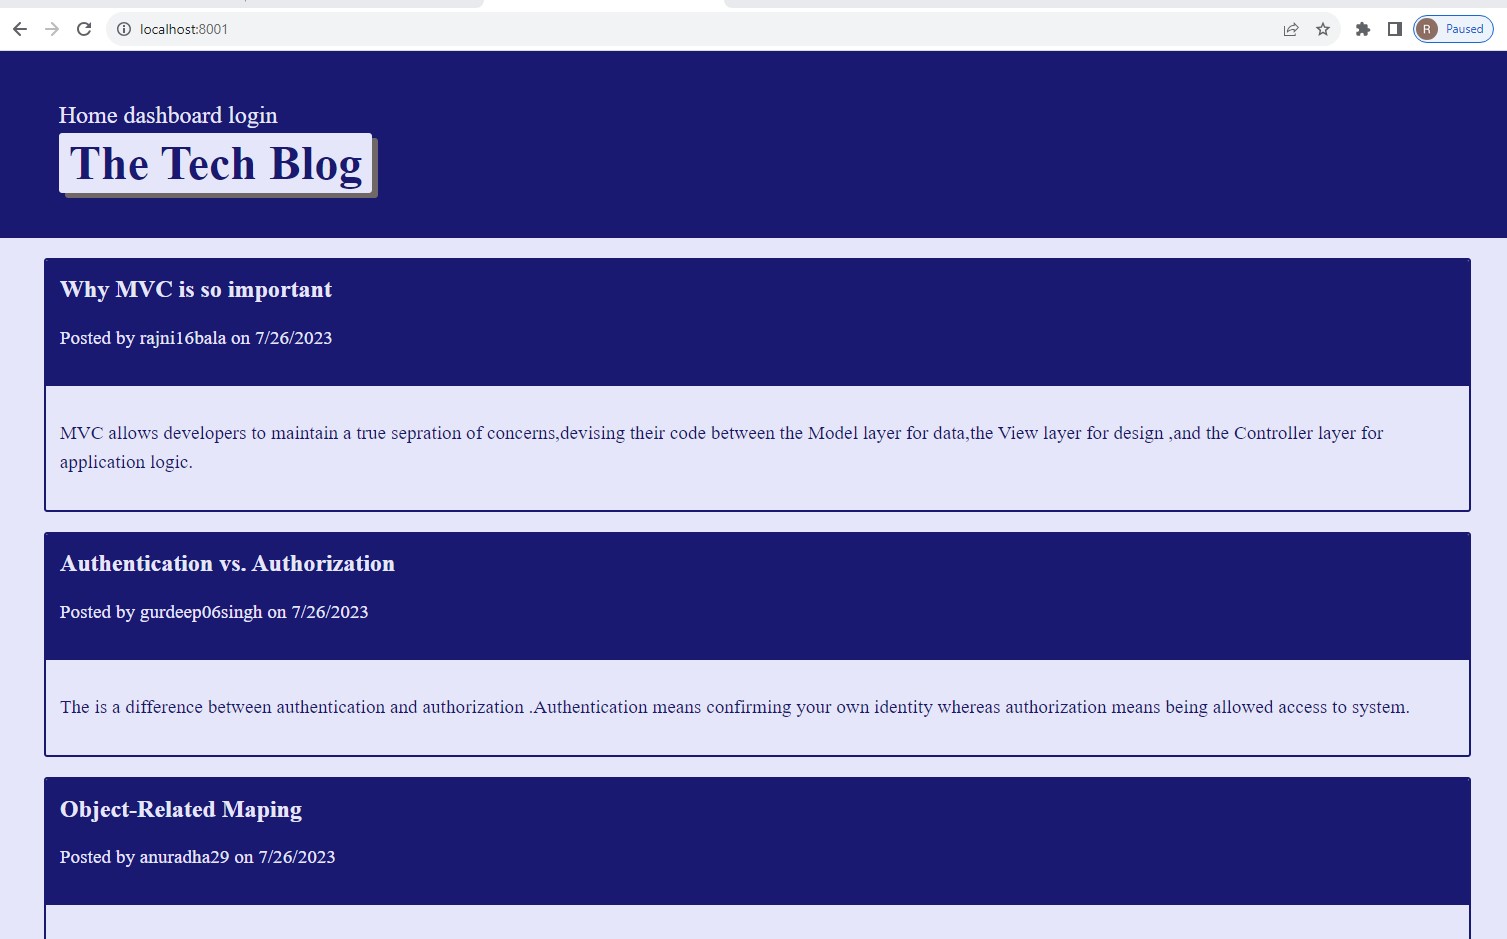 localhost:8001
R Paused
Home dashboard login
The Tech Blog
Why MVC is so important
Posted by rajni16bala on 7/26/2023
MVC allows developers to maintain a true sepration of concerns,devising their code between the Model layer for data,the View layer for design ,and the Controller layer for
application logic.
Authentication vs. Authorization
Posted by gurdeep06singh on 7/26/2023
The is a difference between authentication and authorization .Authentication means confirming your own identity whereas authorization means being allowed access to system.
Object-Related Maping
Posted by anuradha29 on 7/26/2023